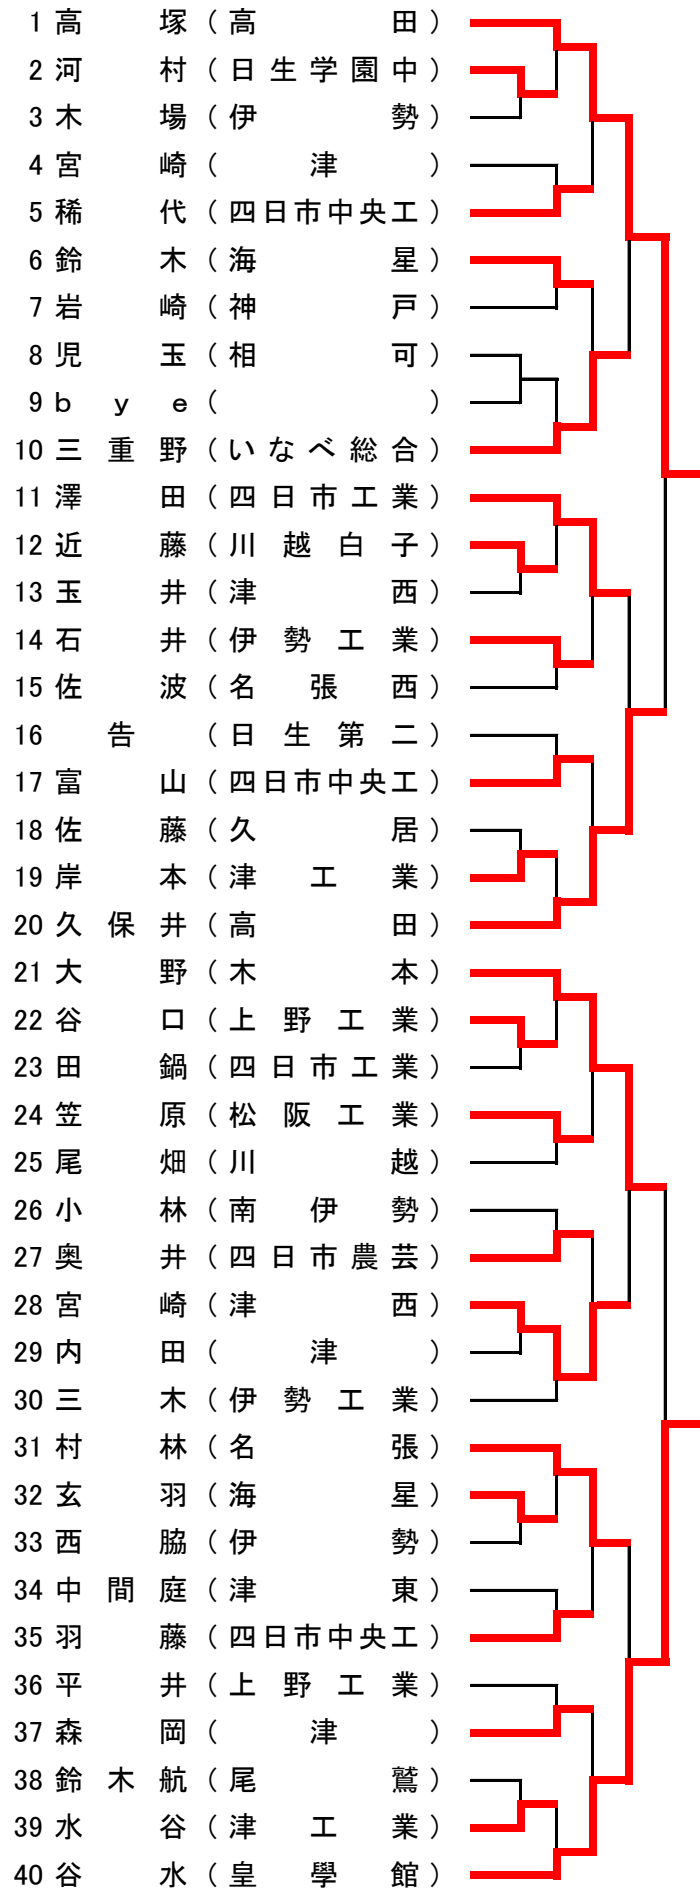 1 高塚 (高田)
2 河村 (日生学園中)
3 木場 (伊勢)
4 宮崎 (津)
5 稀代 (四日市中央工)
6 鈴木 (海星)
7 岩崎 (神戸)
8 児玉 (相可)
9 bye ( )
10 三重野 (いなべ総合)
11 澤田 (四日市工業)
12 近藤 (川越白子)
13 玉井 (津西)
14 石井 (伊勢工業)
15 佐波 (名張西)
16 告 (日生第二)
17 富山 (四日市中央工)
18 佐藤 (久居)
19 岸本 (津工業)
20 久保井 (高田)
21 大野 (木本)
22 谷口 (上野工業)
23 田鍋 (四日市工業)
24 笠原 (松阪工業)
25 尾畑 (川越)
26 小林 (南伊勢)
27 奥井 (四日市農芸)
28 宮崎 (津西)
29 内田 (津)
30 三木 (伊勢工業)
31 村林 (名張)
32 玄羽 (海星)
33 西脇 (伊勢)
34 中間庭 (津東)
35 羽藤 (四日市中央工)
36 平井 (上野工業)
37 森岡 (津)
38 鈴木航 (尾鷲)
39 水谷 (津工業)
40 谷水 (皇學館)